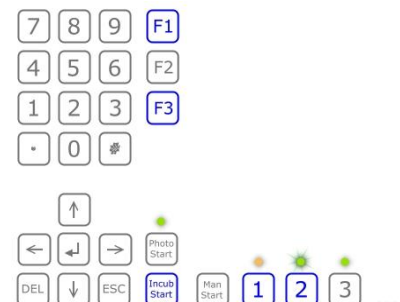 7 8 9 F1
4 5 6 F2
1 2 3 F3
. 0 #
Photo
Start
DEL ESC Incub
Start Man
Start 1 2 3